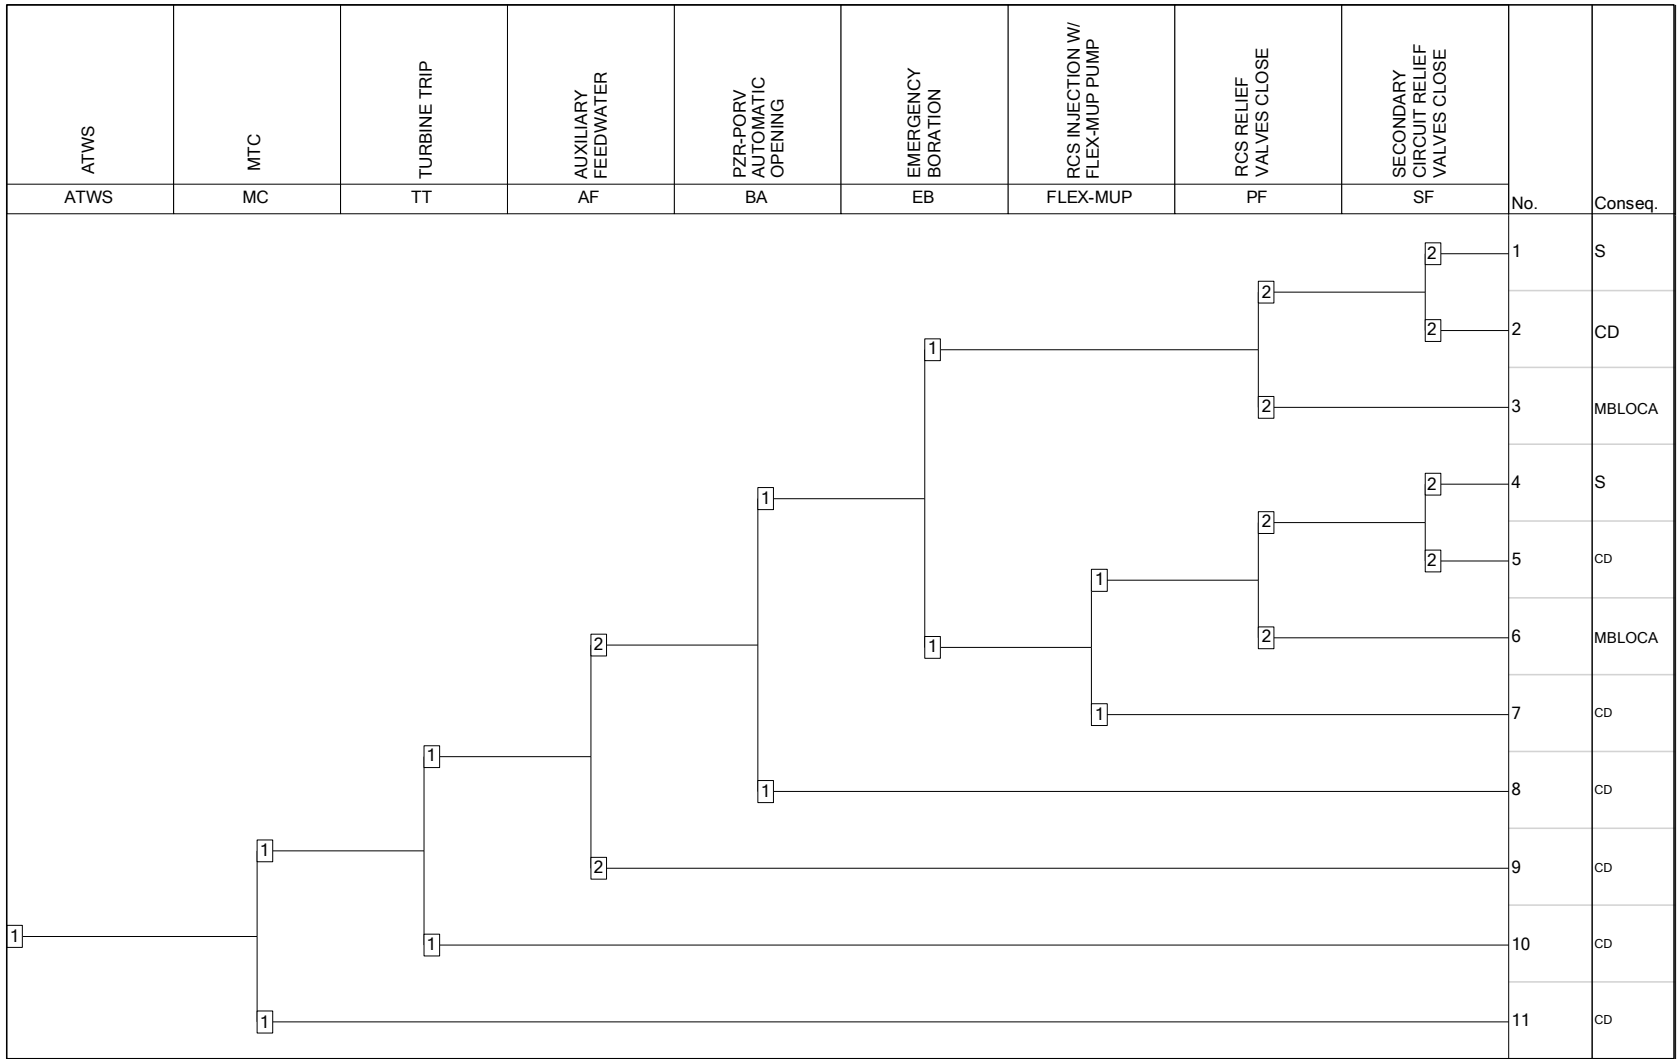 ATWS
MTC
TURBINE TRIP
AUXILIARY
FEEDWATER
PZR-PORV
AUTOMATIC
OPENING
EMERGENCY
BORATION
RCS INJECTION W/
FLEX-MUP PUMP
RCS RELIEF
VALVES CLOSE
SECONDARY
CIRCUIT RELIEF
VALVES CLOSE
ATWS MC TT AF BA EB FLEX-MUP PF SF No. Conseq.
2 1 S
2
2 2 CD
1
2 3 MBLOCA
2 4 S
1
2
2 5 CD
1
2 6 MBLOCA
2 1
1 7 CD
1
1 8 CD
1
2 9 CD
1
1 10 CD
1 11 CD